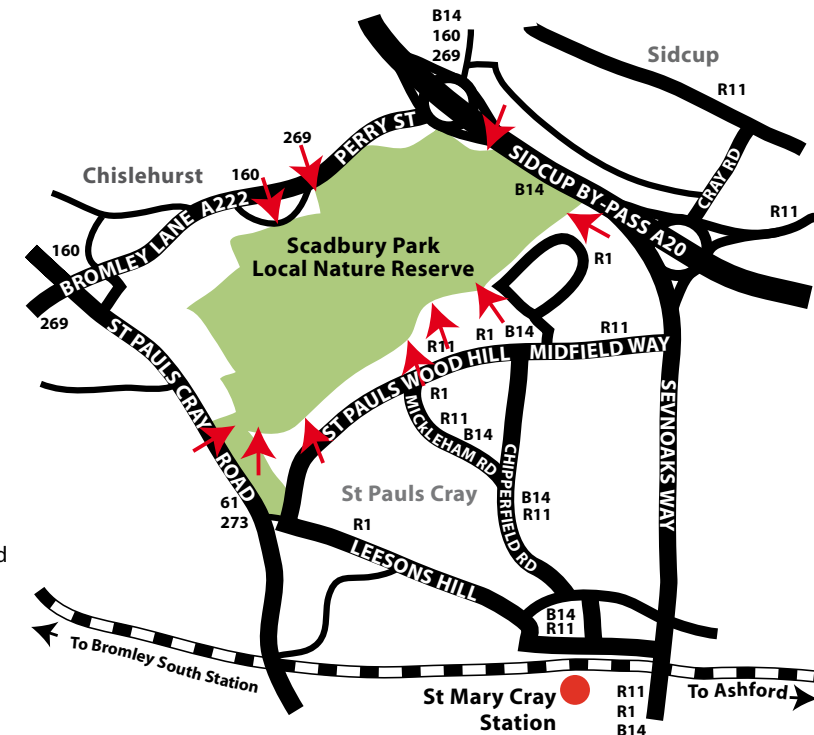 B14
160
269
Sidcup
R11
269
PERRY ST
160
Chislehurst
BROMLEY LANE A222
SIDCUP BY-PASS A20
B14
CRAY RD
R11
Scadbury Park
Local Nature Reserve
160
269
R1
ST PAULS CRAY
ROAD
R11
R1
B14
R11
ST PAULS WOOD HILL
MIDFIELD WAY
R1
R11
B14
MICKLEHAM RD
CHIPPERFIELD RD
SEVNOAKS WAY
St Pauls Cray
61
273
B14
R11
R1
LEESONS HILL
d
B14
R11
To Bromley South Station
St Mary Cray
Station
R11
R1
B14
To Ashford